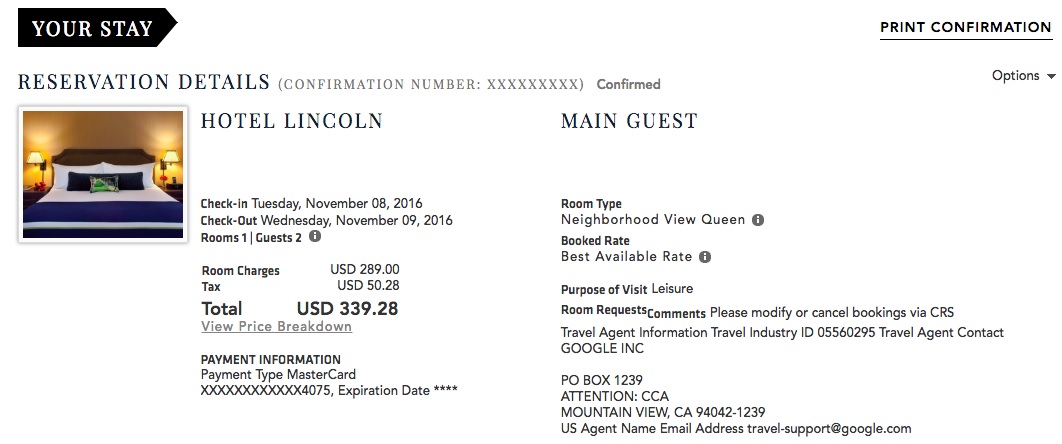 YOUR STAY
PRINT CONFIRMATION
RESERVATION DETAILS (CONFIRMATION NUMBER: XXXXXXXXX) Confirmed
Options
HOTEL LINCOLN
Check-in Tuesday, November 08, 2016
Check-Out Wednesday, November 09, 2016
Rooms 1 | Guests 2
Room Charges USD 289.00
Tax USD 50.28
Total USD 339.28
View Price Breakdown
PAYMENT INFORMATION
Payment Type MasterCard
XXXXXXXXXXXX4075, Expiration Date ****
MAIN GUEST
Room Type
Neighborhood View Queen
Booked Rate
Best Available Rate
Purpose of Visit Leisure
Room Requests Comments Please modify or cancel bookings via CRS
Travel Agent Information Travel Industry ID 05560295 Travel Agent Contact
GOOGLE INC
PO BOX 1239
ATTENTION: CCA
MOUNTAIN VIEW, CA 94042-1239
US Agent Name Email Address travel-support@google.com